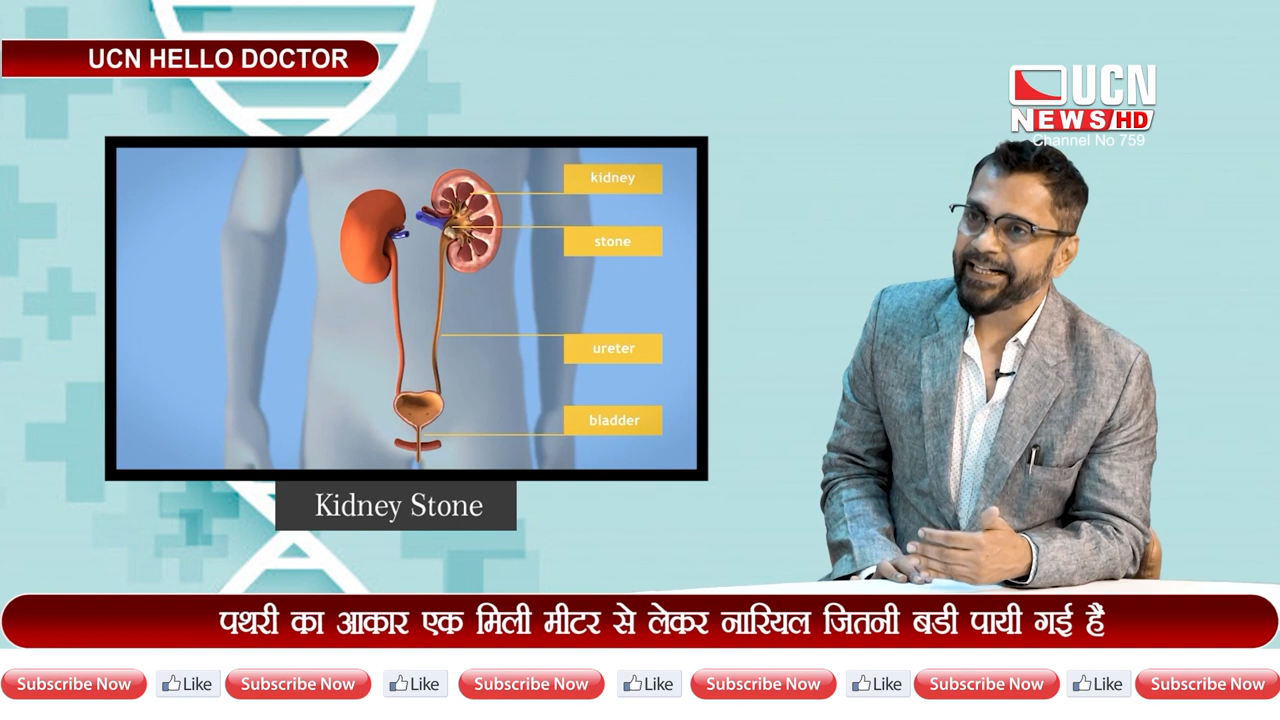 UCN HELLO DOCTOR
UCN
NEWS HD
Channel No 759
kidney
stone
ureter
bladder
Kidney Stone
पथरी का आकार एक मिली मीटर से लेकर नारियल जितनी बडी पायी गई हैं
Subscribe Now Like Subscribe Now Like Subscribe Now Like Subscribe Now Like Subscribe Now Like Subscribe Now